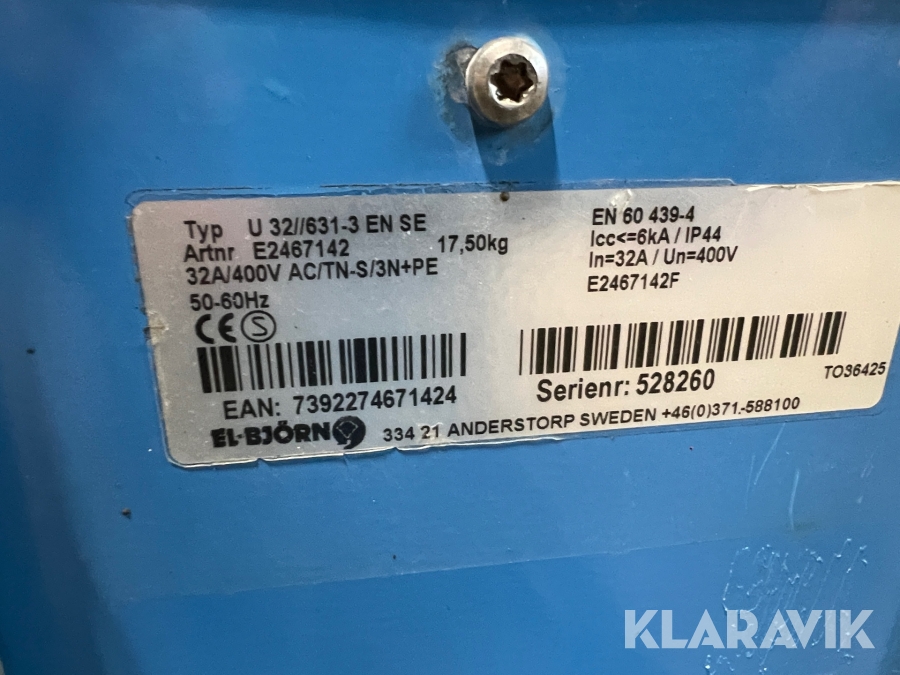 Typ U 32//631-3 EN SE
Artnr E2467142 17,50kg
32A/400V AC/TN-S/3N+PE
50-60Hz
CE S
EN 60 439-4
Icc<=6kA / IP44
In=32A / Un=400V
E2467142F
EAN: 7392274671424
Serienr: 528260
TO36425
EL-BJÖRN 334 21 ANDERSTORP SWEDEN +46(0)371.-588100
KLARAVIK